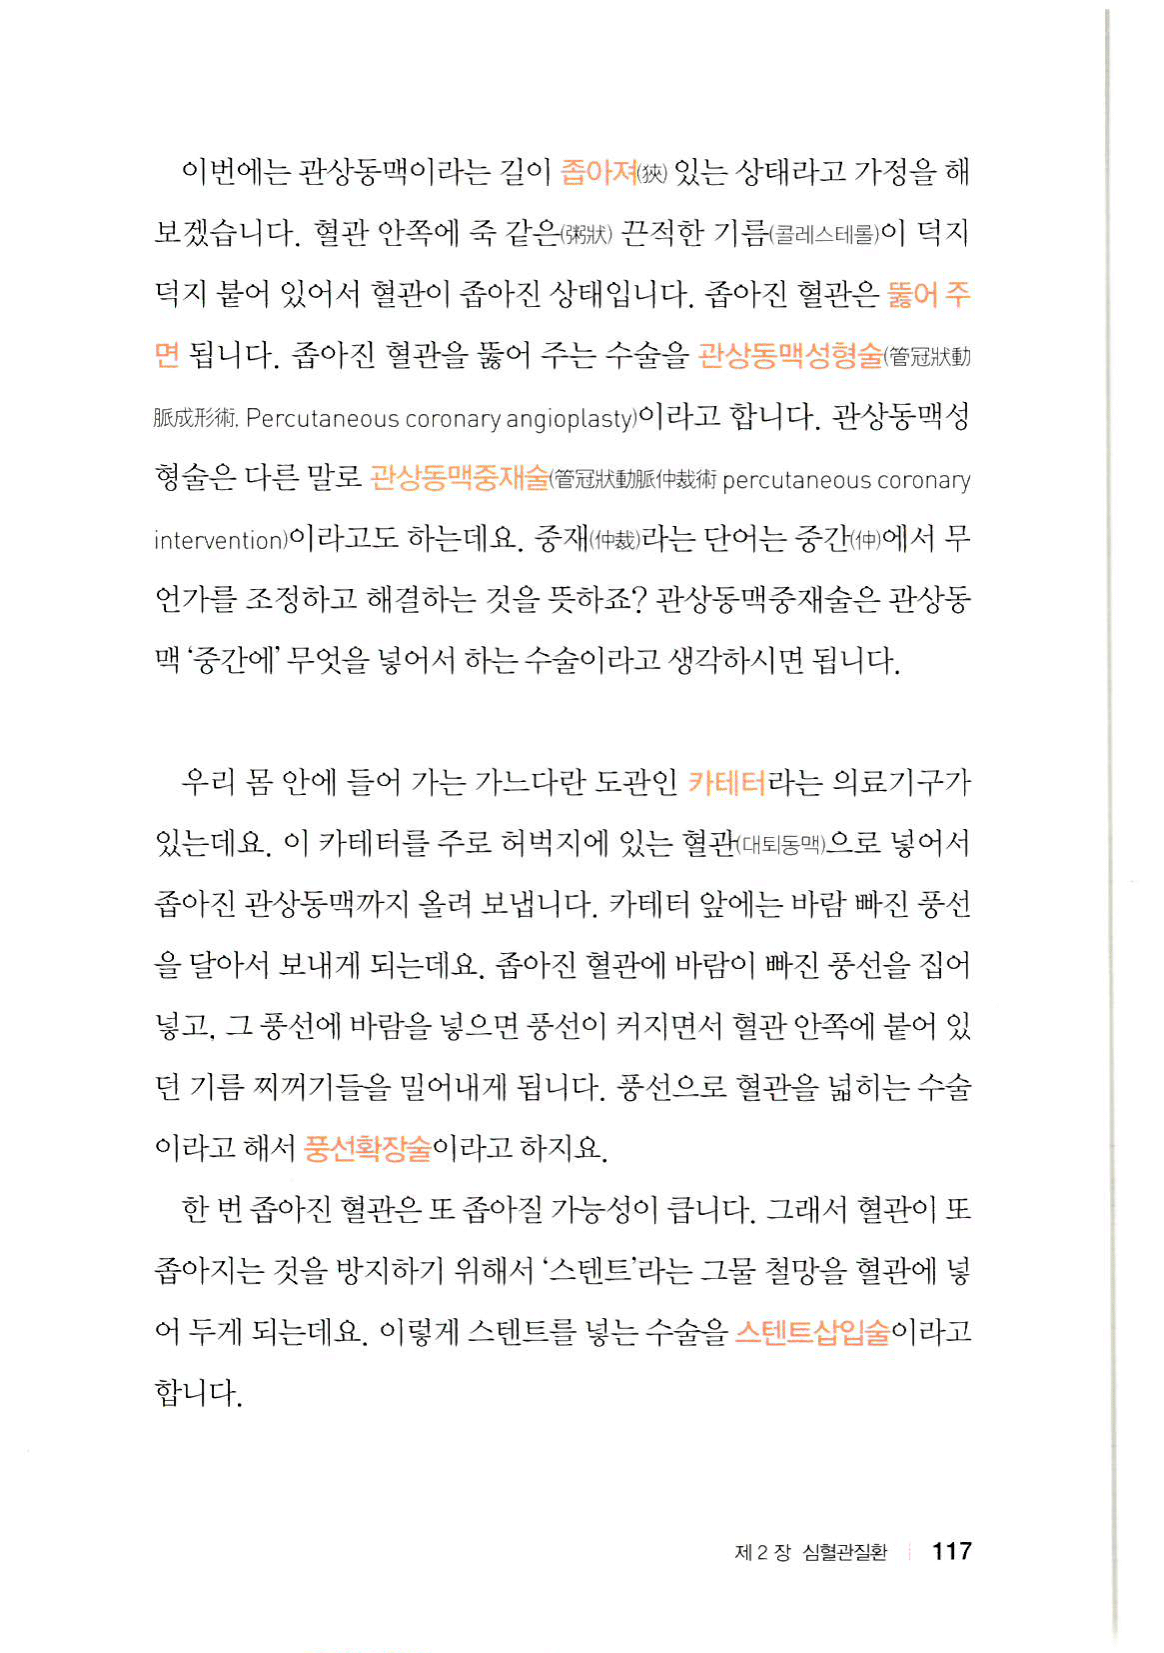 이번에는 관상동맥이라는 길이 좁아져(狹) 있는 상태라고 가정을 해
보겠습니다. 혈관 안쪽에 죽 같은(粥狀) 끈적한 기름(콜레스테롤)이 덕지
덕지 붙어 있어서 혈관이 좁아진 상태입니다. 좁아진 혈관은 뚫어 주
면 됩니다. 좁아진 혈관을 뚫어 주는 수술을 관상동맥성형술(管冠狀動
脈成形術, Percutaneous coronary angioplasty)이라고 합니다. 관상동맥성
형술은 다른 말로 관상동맥중재술(管冠狀動脈仲裁術 percutaneous coronary
intervention)이라고도 하는데요. 중재(仲裁)라는 단어는 중간(仲)에서 무
언가를 조정하고 해결하는 것을 뜻하죠? 관상동맥중재술은 관상동
맥 ‘중간에’ 무엇을 넣어서 하는 수술이라고 생각하시면 됩니다.
우리 몸 안에 들어 가는 가느다란 도관인 카테터라는 의료기구가
있는데요. 이 카테터를 주로 허벅지에 있는 혈관(대퇴동맥)으로 넣어서
좁아진 관상동맥까지 올려 보냅니다. 카테터 앞에는 바람 빠진 풍선
을 달아서 보내게 되는데요. 좁아진 혈관에 바람이 빠진 풍선을 집어
넣고, 그 풍선에 바람을 넣으면 풍선이 커지면서 혈관 안쪽에 붙어 있
던 기름 찌꺼기들을 밀어내게 됩니다. 풍선으로 혈관을 넓히는 수술
이라고 해서 풍선확장술이라고 하지요.
한 번 좁아진 혈관은 또 좁아질 가능성이 큽니다. 그래서 혈관이 또
좁아지는 것을 방지하기 위해서 ‘스텐트’라는 그물 철망을 혈관에 넣
어 두게 되는데요. 이렇게 스텐트를 넣는 수술을 스텐트삽입술이라고
합니다.
제 2 장 심혈관질환 | 117